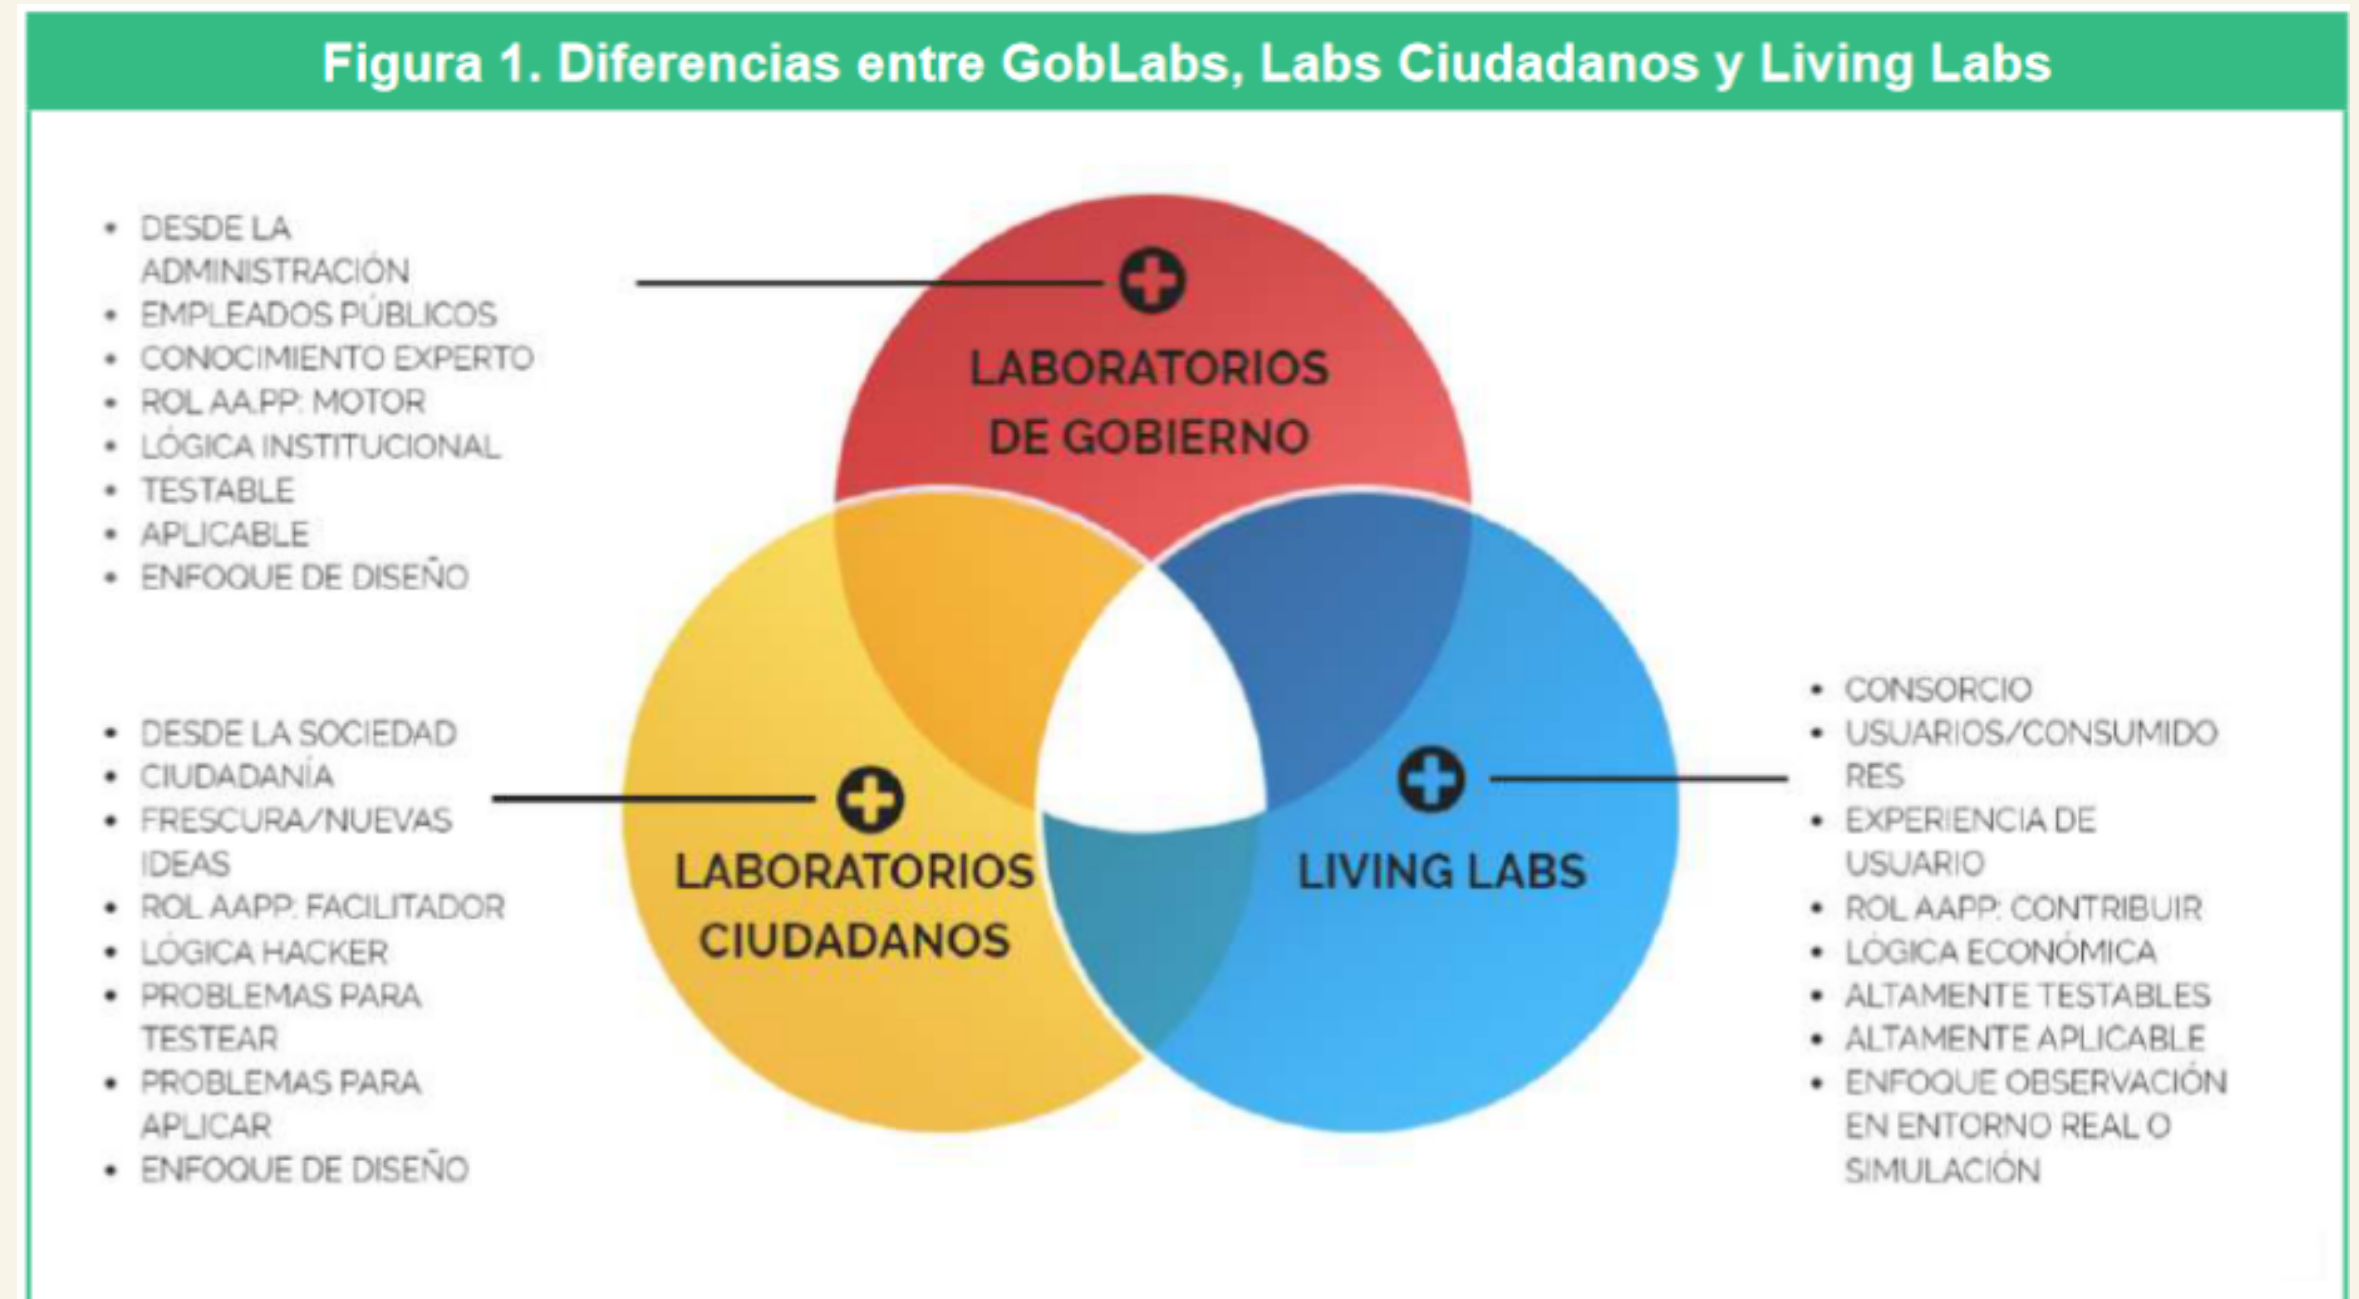 Figura 1. Diferencias entre GobLabs, Labs Ciudadanos y Living Labs
• DESDE LA
ADMINISTRACIÓN
• EMPLEADOS PÚBLICOS
• CONOCIMIENTO EXPERTO
• ROL AA.PP: MOTOR
• LÓGICA INSTITUCIONAL
• TESTABLE
• APLICABLE
• ENFOQUE DE DISEÑO
LABORATORIOS
DE GOBIERNO
• DESDE LA SOCIEDAD
• CIUDADANÍA
• FRESCURA/NUEVAS
IDEAS
• ROL AAPP: FACILITADOR
• LÓGICA HACKER
• PROBLEMAS PARA
TESTEAR
• PROBLEMAS PARA
APLICAR
• ENFOQUE DE DISEÑO
LABORATORIOS
CIUDADANOS
LIVING LABS
• CONSORCIO
• USUARIOS/CONSUMIDO
RES
• EXPERIENCIA DE
USUARIO
• ROL AAPP: CONTRIBUIR
• LÓGICA ECONÓMICA
• ALTAMENTE TESTABLES
• ALTAMENTE APLICABLE
• ENFOQUE OBSERVACIÓN
EN ENTORNO REAL O
SIMULACIÓN